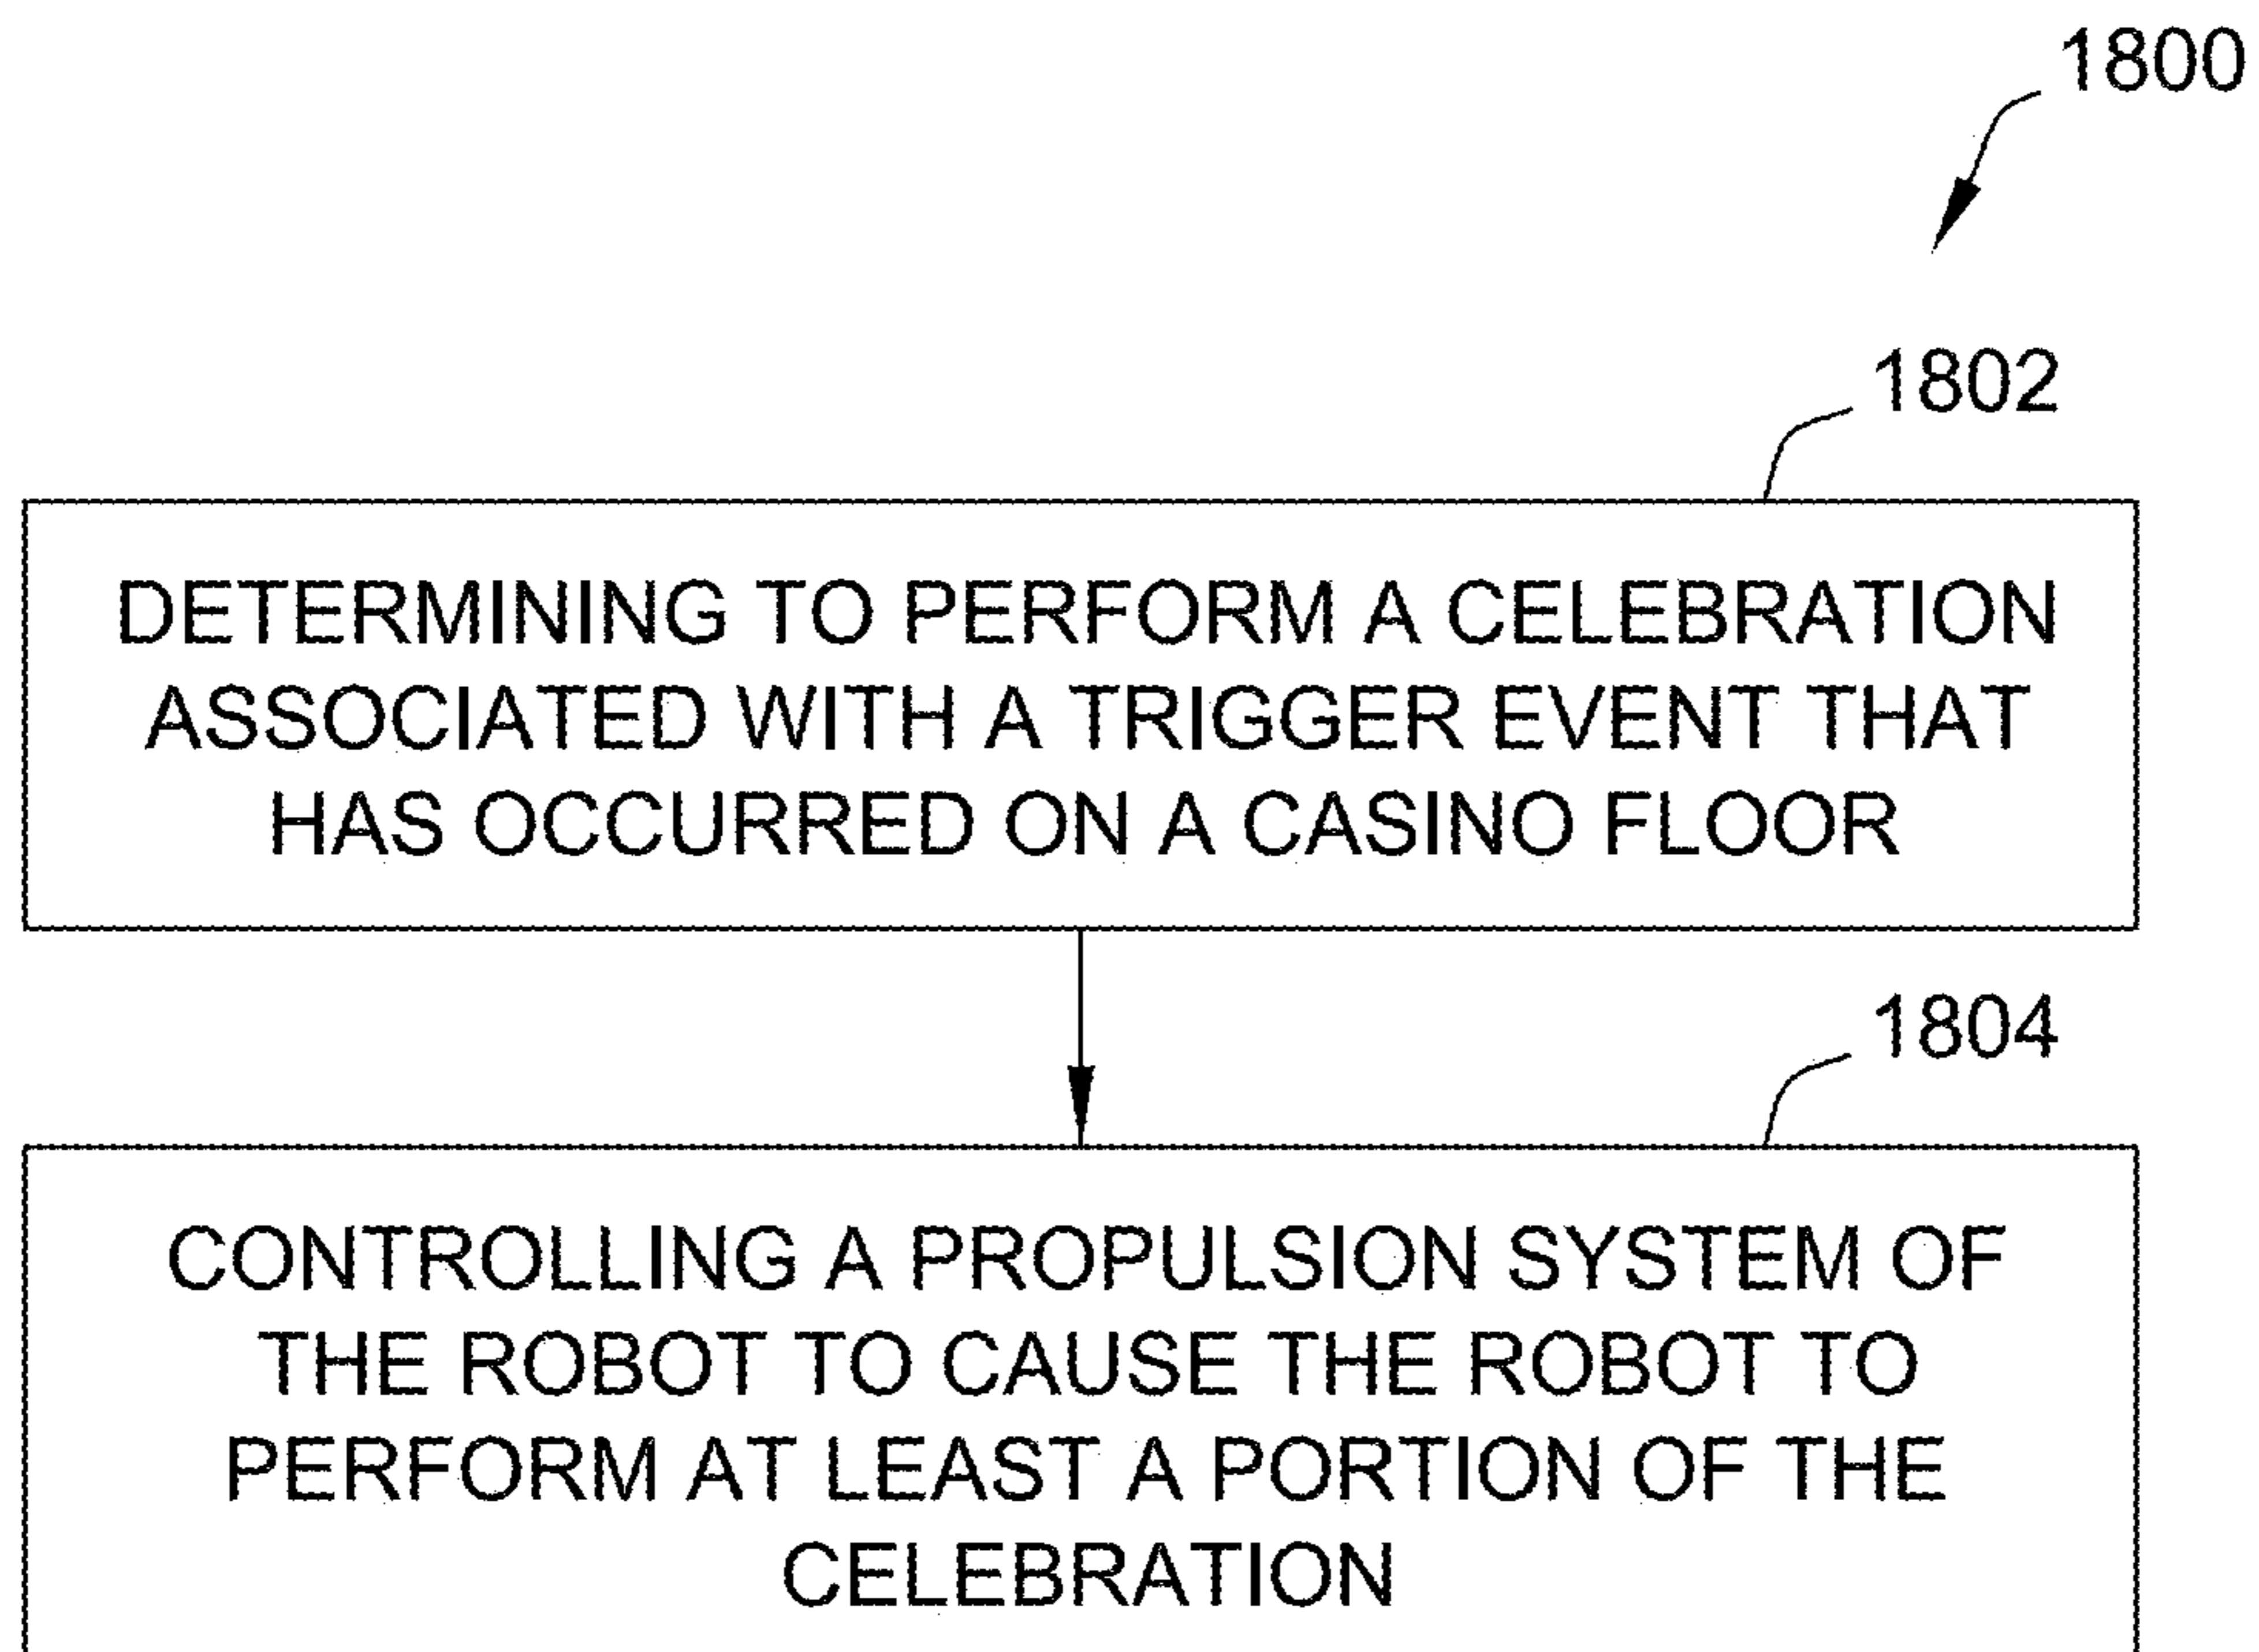 1800
1802
DETERMINING TO PERFORM A CELEBRATION
ASSOCIATED WITH A TRIGGER EVENT THAT
HAS OCCURRED ON A CASINO FLOOR
1804
CONTROLLING A PROPULSION SYSTEM OF
THE ROBOT TO CAUSE THE ROBOT TO
PERFORM AT LEAST A PORTION OF THE
CELEBRATION